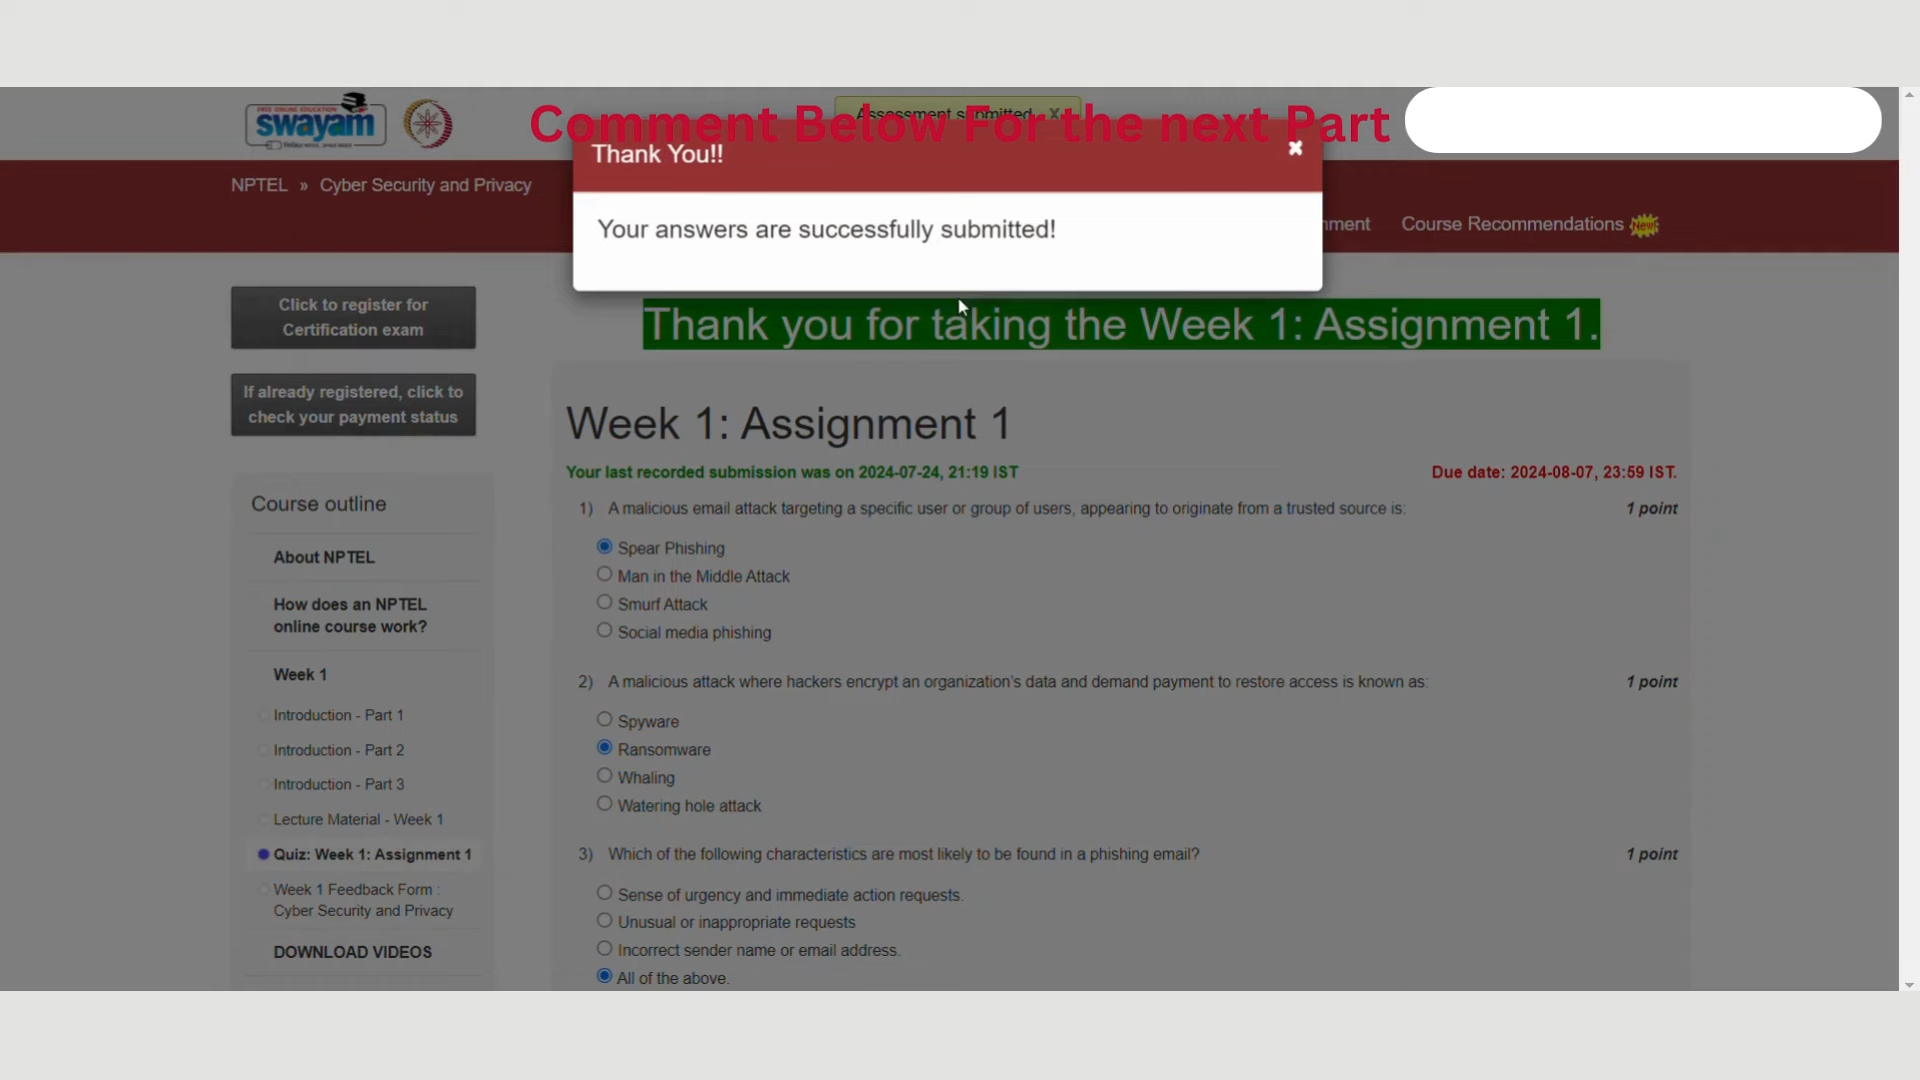 FREE ONLINE EDUCATION
swayam
Comment Below For the next Part
Assessment submitted. X
Thank You!!
Your answers are successfully submitted!
NPTEL » Cyber Security and Privacy
Course Recommendations New
Click to register for
Certification exam
If already registered, click to
check your payment status
Course outline
About NPTEL
How does an NPTEL
online course work?
Week 1
Introduction - Part 1
Introduction - Part 2
Introduction - Part 3
Lecture Material - Week 1
Quiz: Week 1: Assignment 1
Week 1 Feedback Form :
Cyber Security and Privacy
DOWNLOAD VIDEOS
Thank you for taking the Week 1: Assignment 1.
Week 1: Assignment 1
Your last recorded submission was on 2024-07-24, 21:19 IST
Due date: 2024-08-07, 23:59 IST.
1) A malicious email attack targeting a specific user or group of users, appearing to originate from a trusted source is: 1 point
Spear Phishing
Man in the Middle Attack
Smurf Attack
Social media phishing
2) A malicious attack where hackers encrypt an organization's data and demand payment to restore access is known as: 1 point
Spyware
Ransomware
Whaling
Watering hole attack
3) Which of the following characteristics are most likely to be found in a phishing email? 1 point
Sense of urgency and immediate action requests.
Unusual or inappropriate requests
Incorrect sender name or email address.
All of the above.